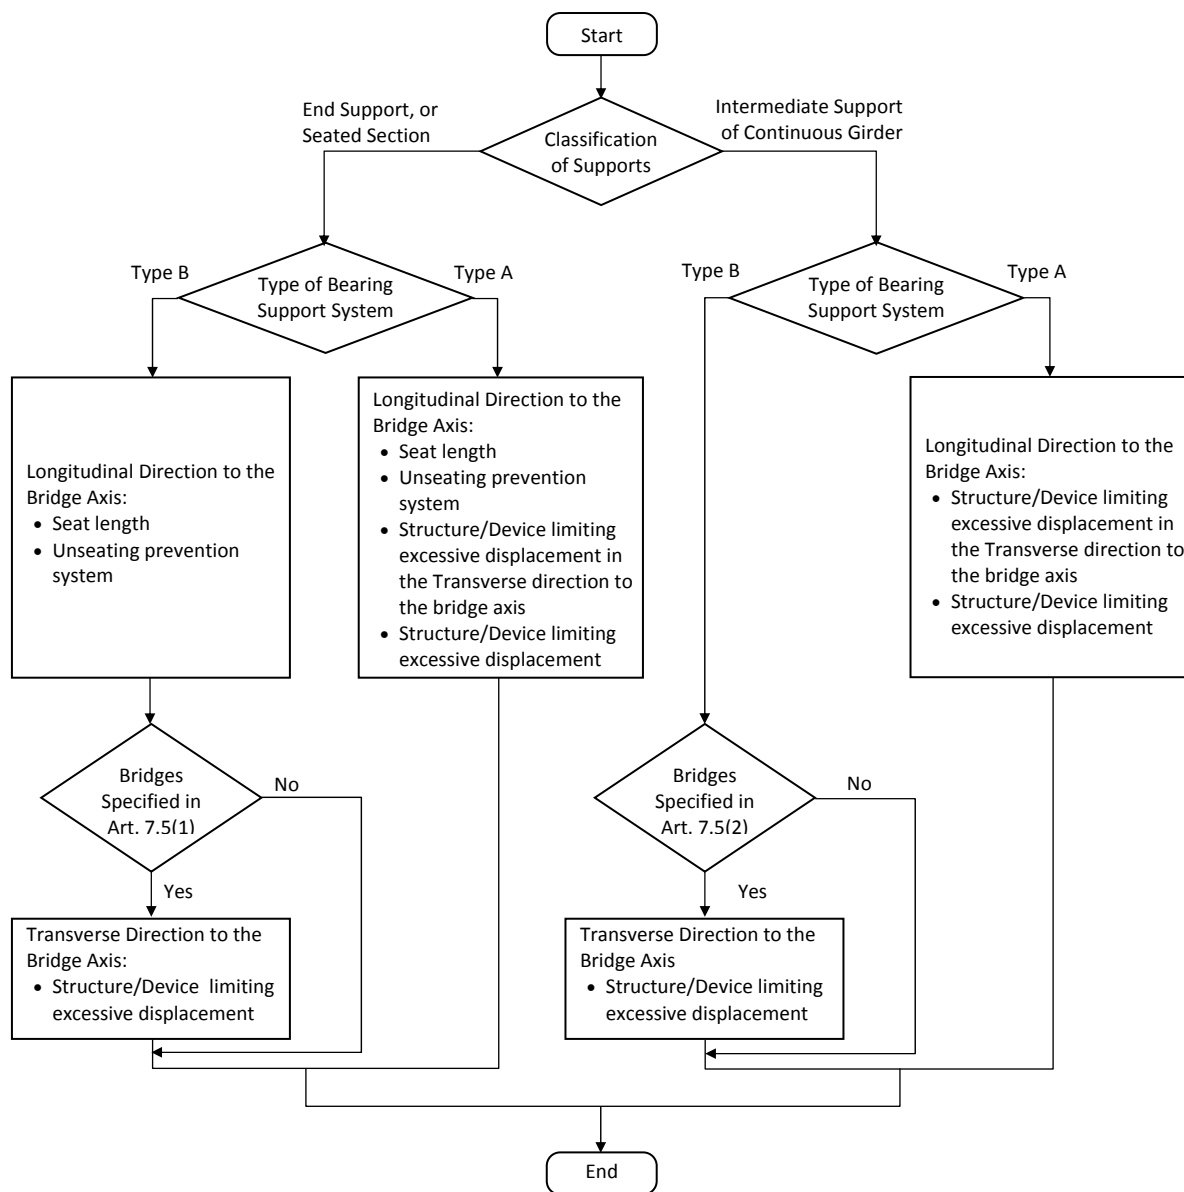 Start
End Support, or
Seated Section
Intermediate Support
of Continuous Girder
Classification
of Supports
Type B
Type of Bearing
Support System
Type A
Type B
Type of Bearing
Support System
Type A
Longitudinal Direction to the
Bridge Axis:
• Seat length
• Unseating prevention
system
Longitudinal Direction to the
Bridge Axis:
• Seat length
• Unseating prevention
system
• Structure/Device limiting
excessive displacement in
the Transverse direction to
the bridge axis
• Structure/Device limiting
excessive displacement
Longitudinal Direction to the
Bridge Axis:
• Structure/Device limiting
excessive displacement in
the Transverse direction to
the bridge axis
• Structure/Device limiting
excessive displacement
Bridges
Specified in
Art. 7.5(1)
No
Yes
Bridges
Specified in
Art. 7.5(2)
No
Yes
Transverse Direction to the
Bridge Axis:
• Structure/Device limiting
excessive displacement
Transverse Direction to the
Bridge Axis
• Structure/Device limiting
excessive displacement
End